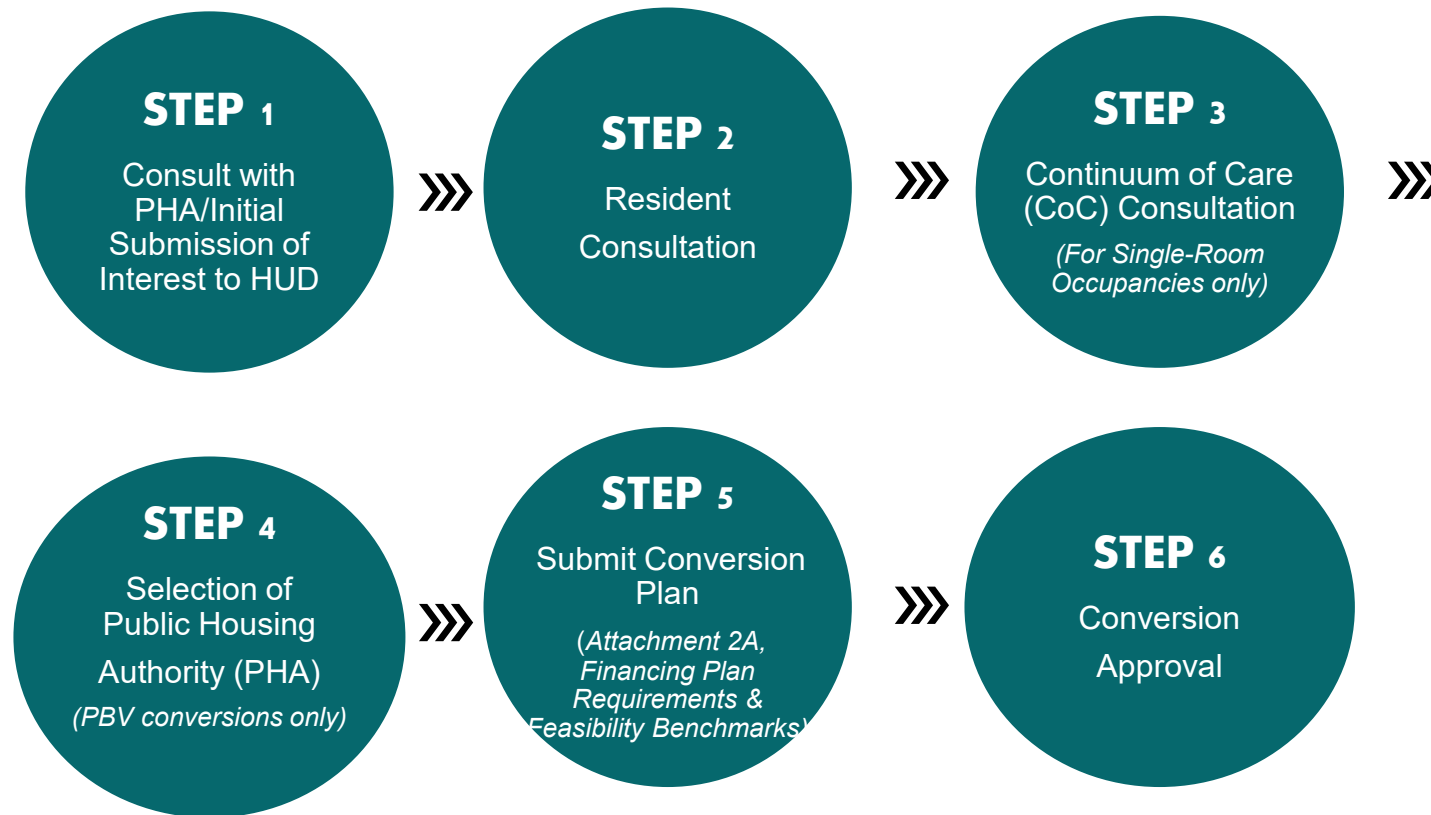 STEP 1
Consult with
PHA/Initial
Submission of
Interest to HUD
STEP 2
Resident
Consultation
STEP 3
Continuum of Care
(CoC) Consultation
(For Single-Room
Occupancies only)
STEP 4
Selection of
Public Housing
Authority (PHA)
(PBV conversions only)
STEP 5
Submit Conversion
Plan
(Attachment 2A,
Financing Plan
Requirements &
Feasibility Benchmarks)
STEP 6
Conversion
Approval